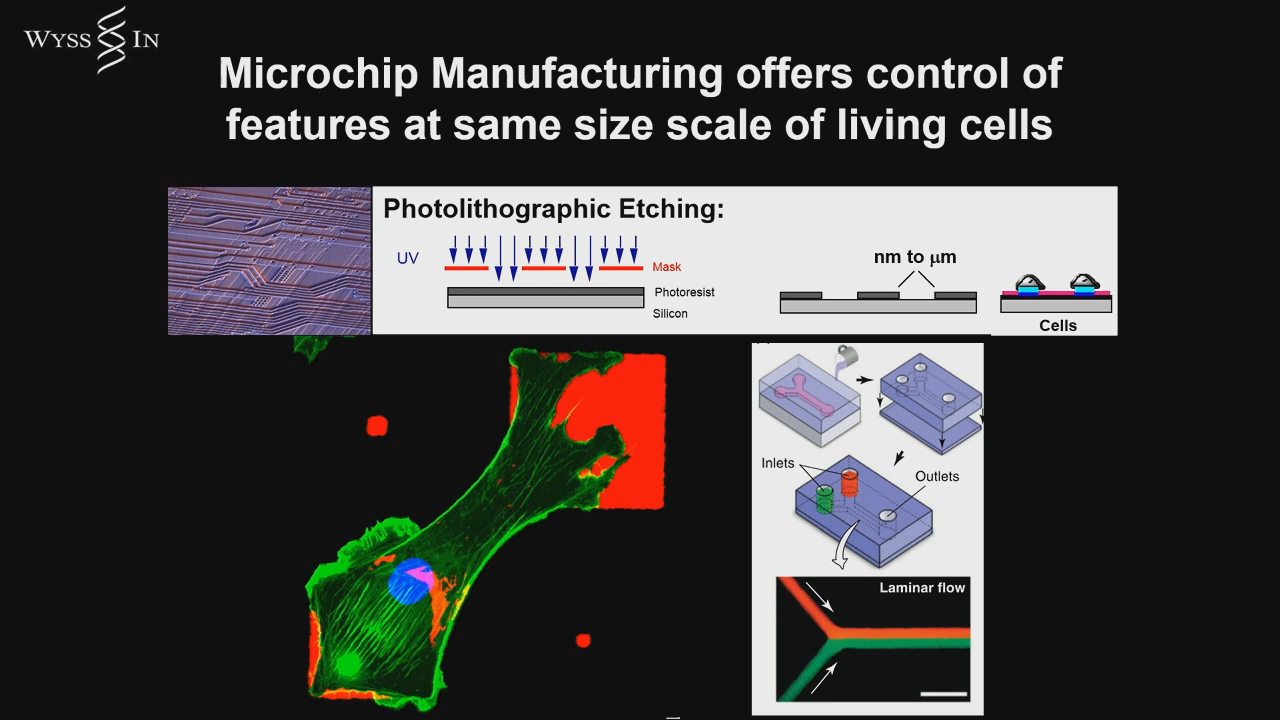 WYSS IN
Microchip Manufacturing offers control of
features at same size scale of living cells
Photolithographic Etching:
UV
Mask
Photoresist
Silicon
nm to μm
Cells
Inlets
Outlets
Laminar flow